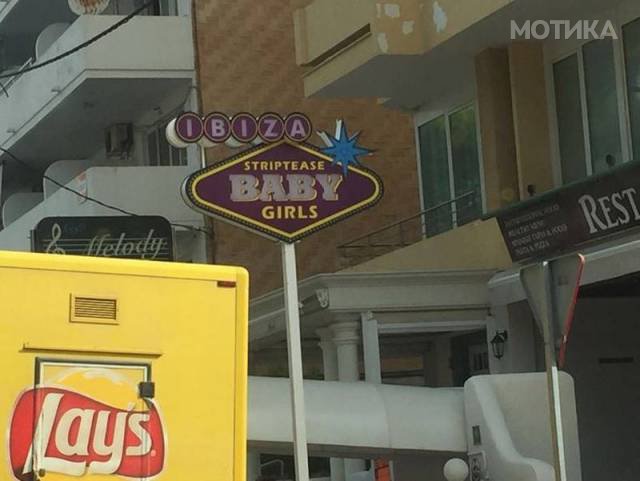 МОТИКА
IBIZA
STRIPTEASE
BABY
GIRLS
Melody
REST
Lay's